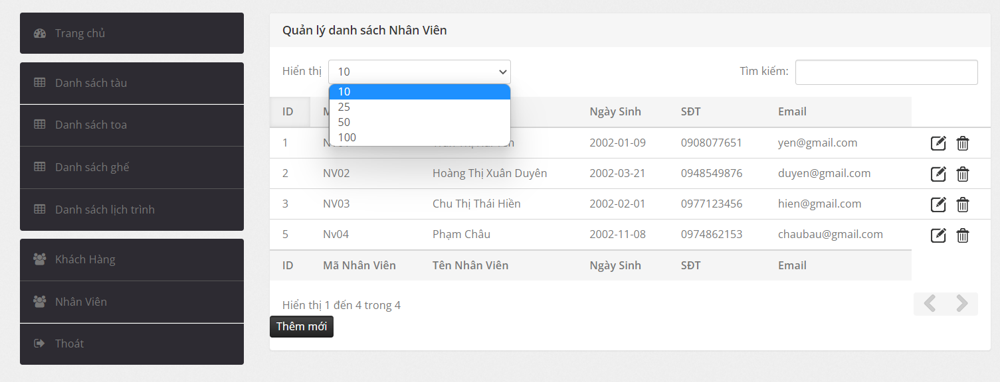 Trang chủ
Danh sách tàu
Danh sách toa
Danh sách ghế
Danh sách lịch trình
Khách Hàng
Nhân Viên
Thoát
Quản lý danh sách Nhân Viên
Hiển thị 10 Tìm kiếm:
10
25
50
100
ID Ngày Sinh SĐT Email
1 2002-01-09 0908077651 yen@gmail.com
2 NV02 Hoàng Thị Xuân Duyên 2002-03-21 0948549876 duyen@gmail.com
3 NV03 Chu Thị Thái Hiền 2002-02-01 0977123456 hien@gmail.com
5 Nv04 Phạm Châu 2002-11-08 0974862153 chaubau@gmail.com
ID Mã Nhân Viên Tên Nhân Viên Ngày Sinh SĐT Email
Hiển thị 1 đến 4 trong 4
Thêm mới